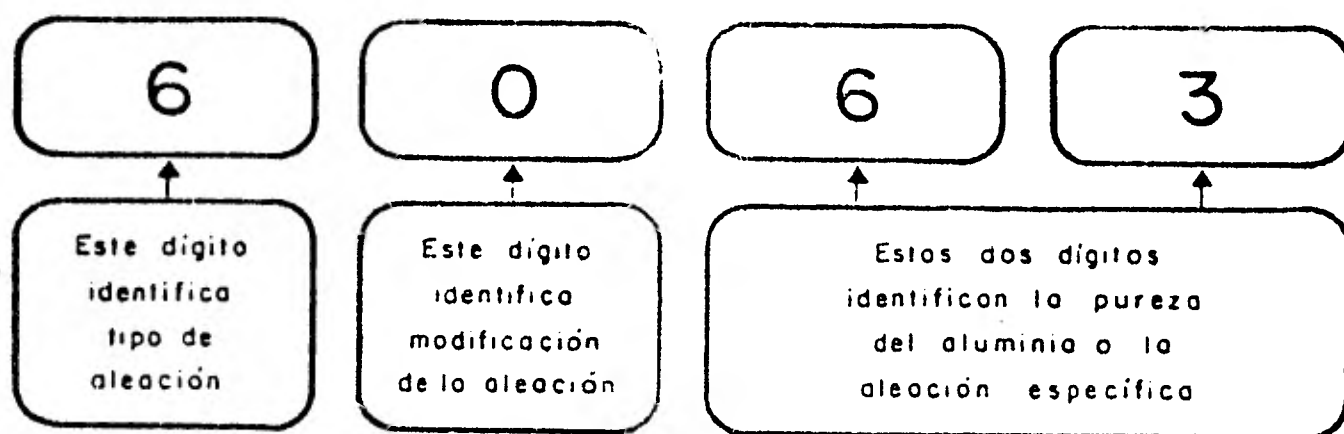 6 0 6 3
Este dígito
identifica
tipo de
aleación
Este dígito
identifica
modificación
de la aleación
Estos dos dígitos
identifican la pureza
del aluminio o la
aleación específica